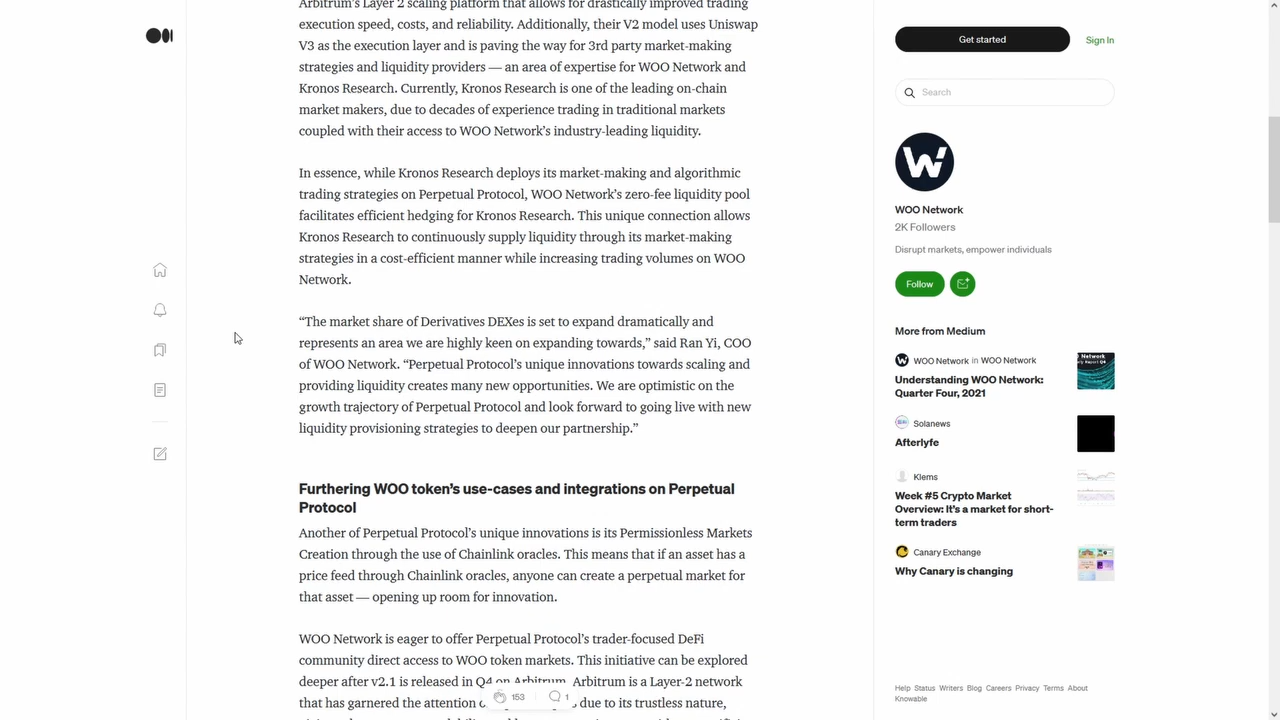 Arbitrum's Layer 2 scaling platform that allows for drastically improved trading
execution speed, costs, and reliability. Additionally, their V2 model uses Uniswap
V3 as the execution layer and is paving the way for 3rd party market-making
strategies and liquidity providers — an area of expertise for WOO Network and
Kronos Research. Currently, Kronos Research is one of the leading on-chain
market makers, due to decades of experience trading in traditional markets
coupled with their access to WOO Network's industry-leading liquidity.
In essence, while Kronos Research deploys its market-making and algorithmic
trading strategies on Perpetual Protocol, WOO Network's zero-fee liquidity pool
facilitates efficient hedging for Kronos Research. This unique connection allows
Kronos Research to continuously supply liquidity through its market-making
strategies in a cost-efficient manner while increasing trading volumes on WOO
Network.
“The market share of Derivatives DEXes is set to expand dramatically and
represents an area we are highly keen on expanding towards,” said Ran Yi, COO
of WOO Network. “Perpetual Protocol's unique innovations towards scaling and
providing liquidity creates many new opportunities. We are optimistic on the
growth trajectory of Perpetual Protocol and look forward to going live with new
liquidity provisioning strategies to deepen our partnership.”
Furthering WOO token's use-cases and integrations on Perpetual
Protocol
Another of Perpetual Protocol's unique innovations is its Permissionless Markets
Creation through the use of Chainlink oracles. This means that if an asset has a
price feed through Chainlink oracles, anyone can create a perpetual market for
that asset — opening up room for innovation.
WOO Network is eager to offer Perpetual Protocol's trader-focused DeFi
community direct access to WOO token markets. This initiative can be explored
deeper after v2.1 is released in Q4 on Arbitrum. Arbitrum is a Layer-2 network
that has garnered the attention o due to its trustless nature,
153 1
Get started Sign In
Search
WOO Network
2K Followers
Disrupt markets, empower individuals
Follow
More from Medium
WOO Network in WOO Network
Understanding WOO Network:
Quarter Four, 2021
Solanews
Afterlyfe
Klems
Week #5 Crypto Market
Overview: It's a market for short-
term traders
Canary Exchange
Why Canary is changing
Help Status Writers Blog Careers Privacy Terms About
Knowable